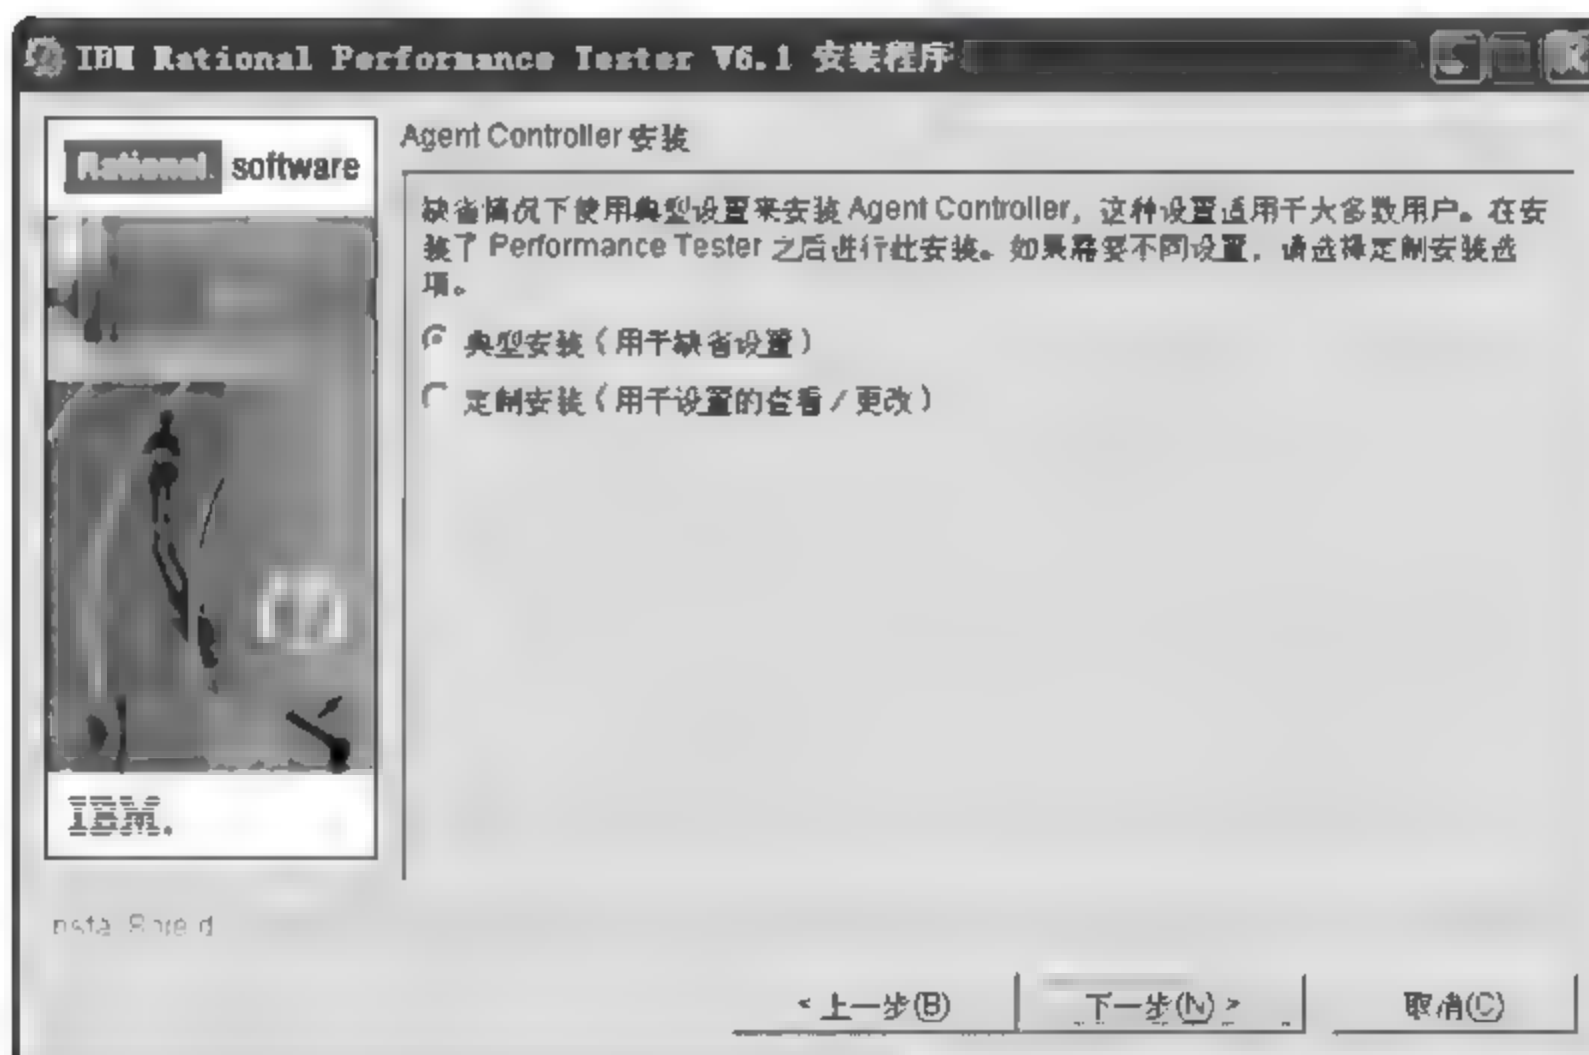 IBM Rational Performance Tester V6.1 安装程序
Rational. software
Agent Controller 安装
缺省情况下使用典型设置来安装 Agent Controller，这种设置适用于大多数用户。在安
装了 Performance Tester 之后进行此安装。如果需要不同设置，请选择定制安装选
项。
典型安装（用于缺省设置）
定制安装（用于设置的查看 / 更改）
IBM.
InstallShield
< 上一步(B)
下一步(N) >
取消(C)